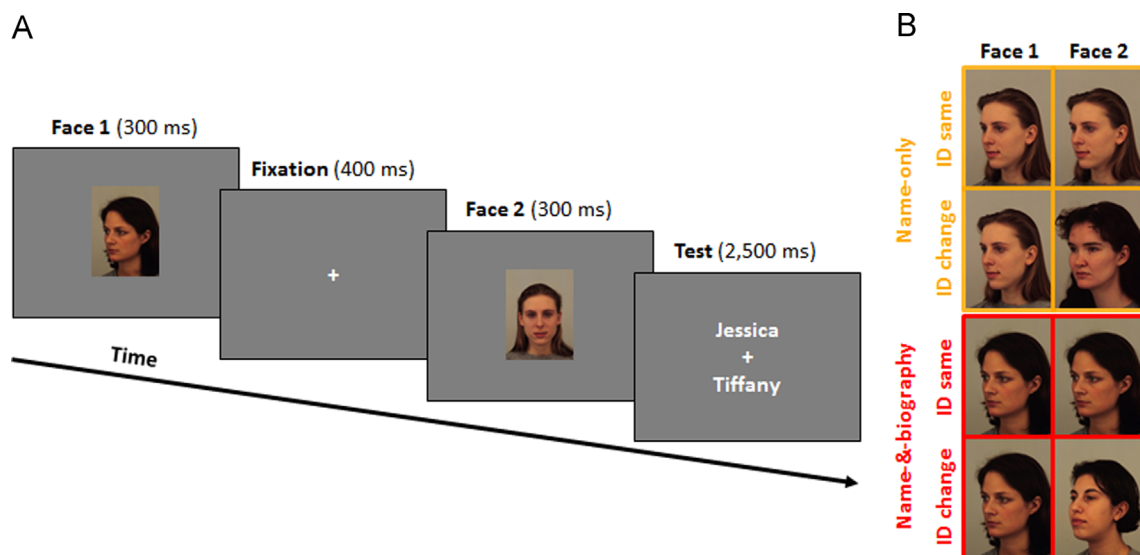 A
Face 1 (300 ms)
Fixation (400 ms)
+
Face 2 (300 ms)
Test (2,500 ms)
Jessica
+
Tiffany
Time
B
Face 1 Face 2
Name-only
ID same
ID change
Name-&-biography
ID same
ID change